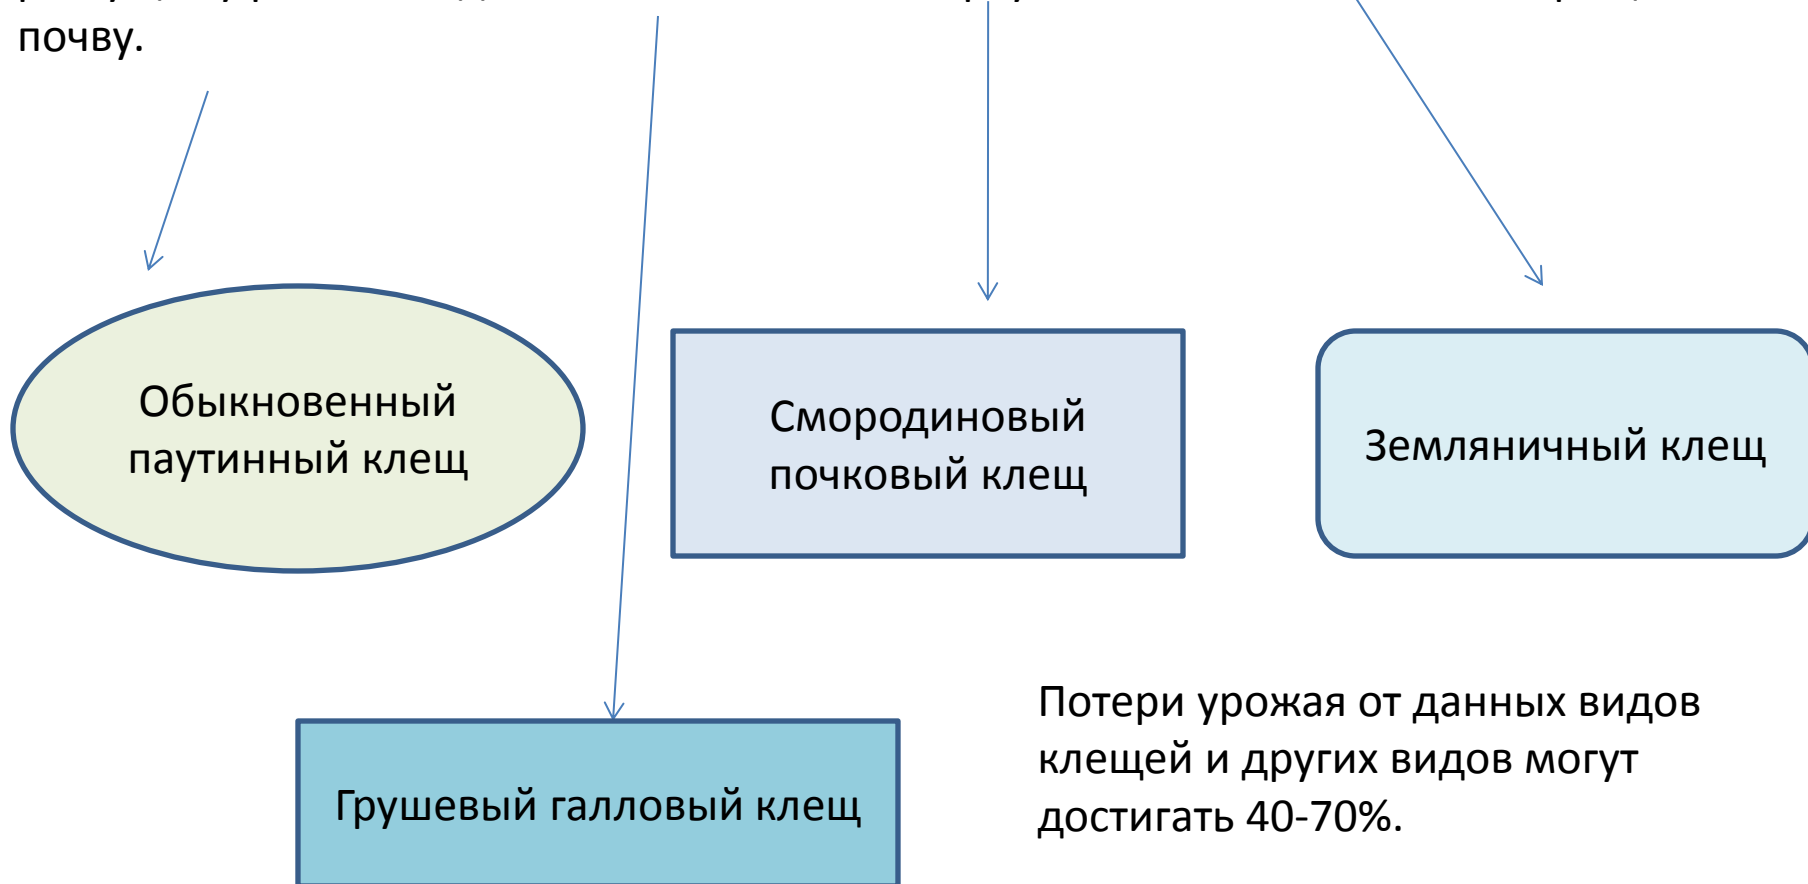 почву.
Обыкновенный
паутинный клещ
Смородиновый
почковый клещ
Земляничный клещ
Грушевый галловый клещ
Потери урожая от данных видов
клещей и других видов могут
достигать 40-70%.